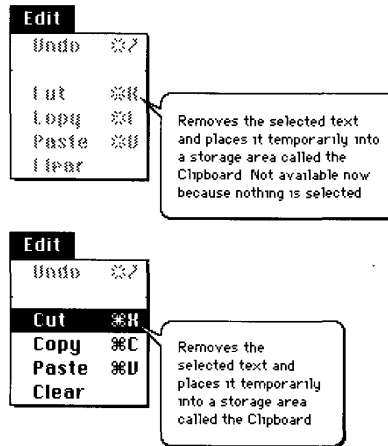 Edit
Undo ⌘Z
Cut ⌘X
Copy ⌘C
Paste ⌘V
Clear
Removes the selected text
and places it temporarily into
a storage area called the
Clipboard Not available now
because nothing is selected
Edit
Undo ⌘Z
Cut ⌘X
Copy ⌘C
Paste ⌘V
Clear
Removes the
selected text and
places it temporarily
into a storage area
called the Clipboard